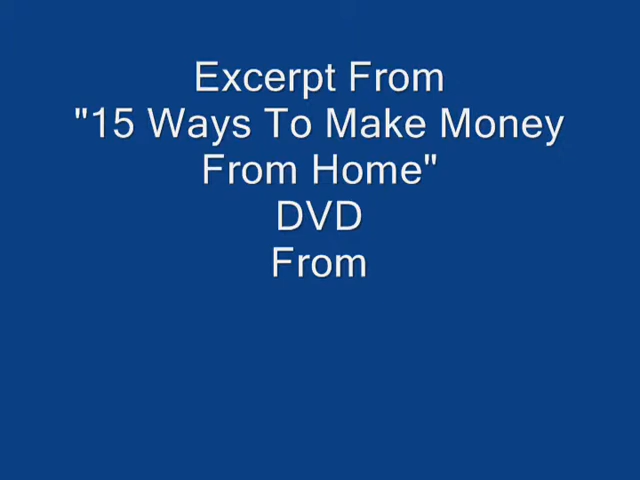 Excerpt From
"15 Ways To Make Money
From Home"
DVD
From